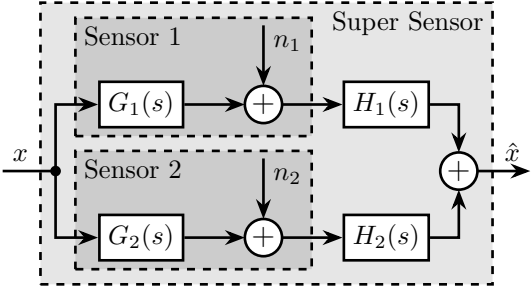 Super Sensor
Sensor 1
n₁
G₁(s)
+
H₁(s)
x
+
x̂
Sensor 2
n₂
G₂(s)
+
H₂(s)